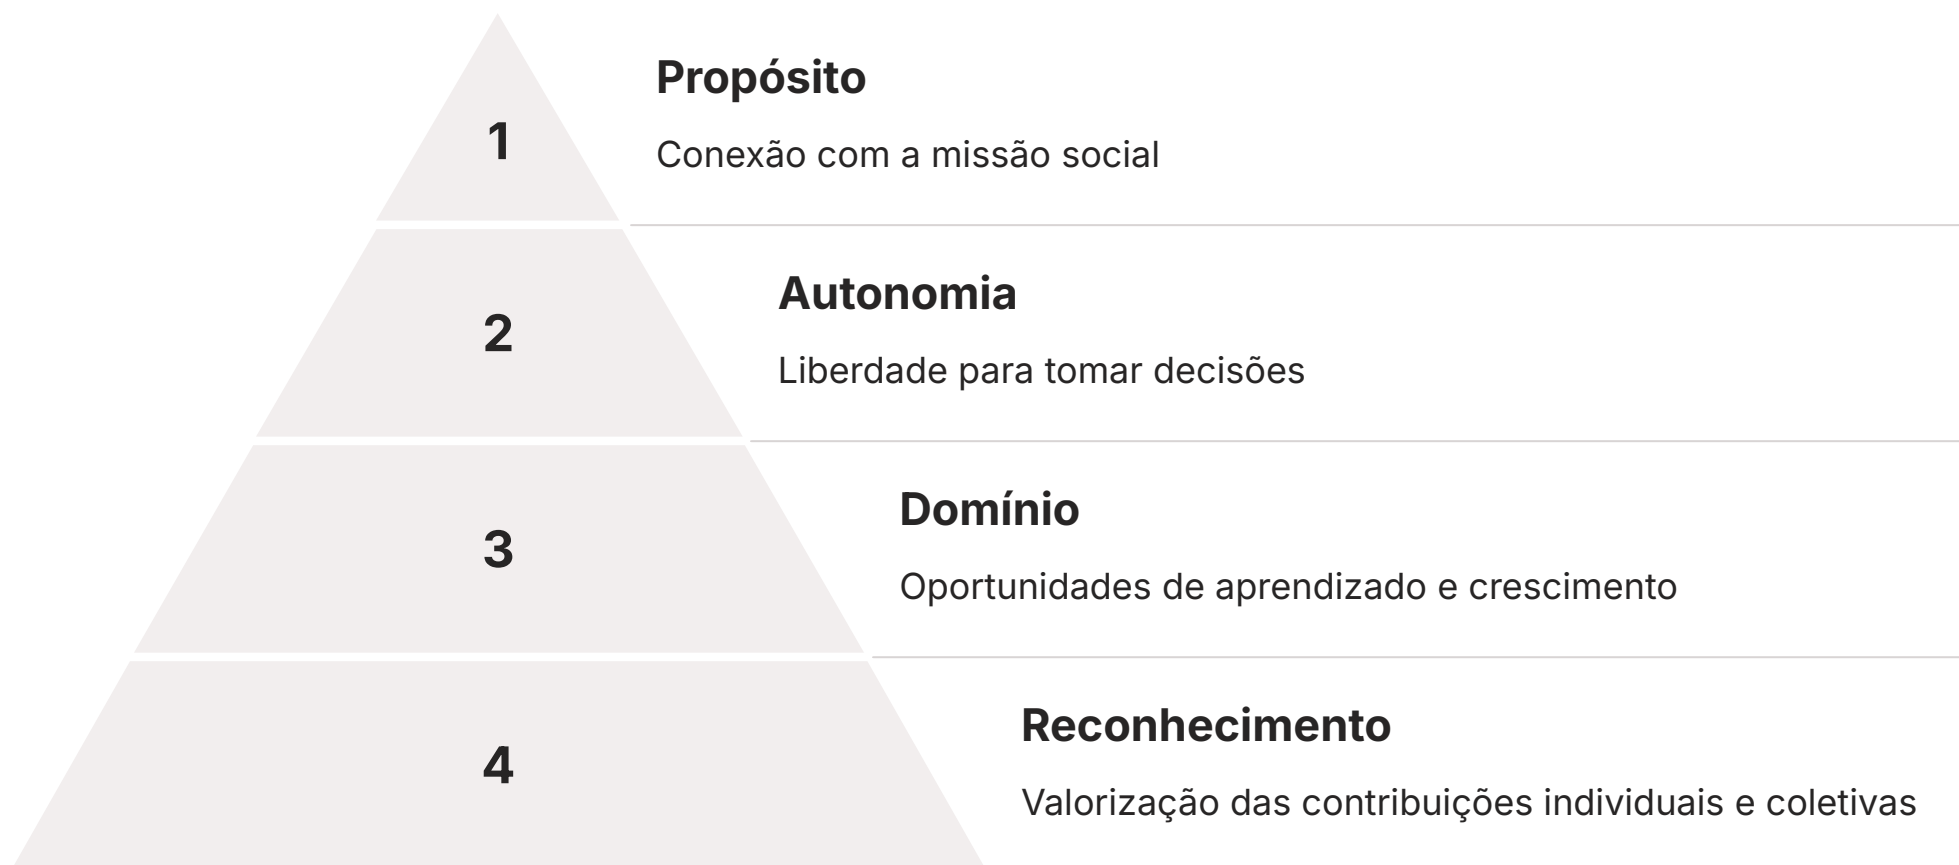 1
Propósito
Conexão com a missão social
2
Autonomia
Liberdade para tomar decisões
3
Domínio
Oportunidades de aprendizado e crescimento
4
Reconhecimento
Valorização das contribuições individuais e coletivas